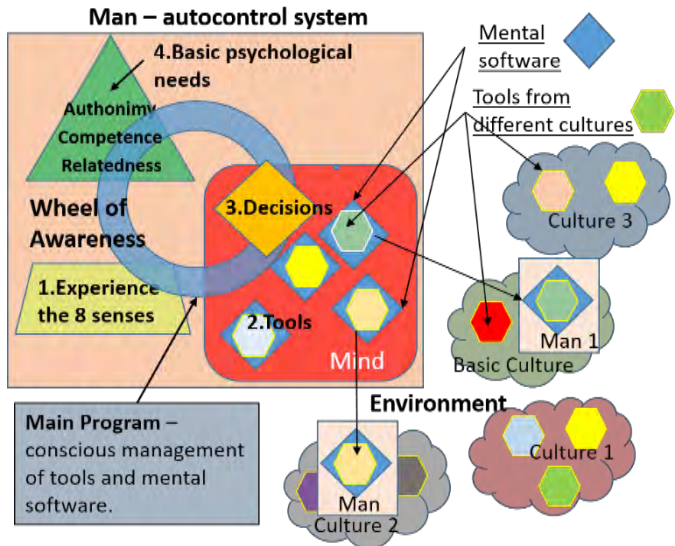 Man – autocontrol system
4.Basic psychological
needs
Authonimy
Competence
Relatedness
Wheel of
Awareness
1.Experience
the 8 senses
3.Decisions
2.Tools
Mind
Main Program –
conscious management
of tools and mental
software.
Mental
software
Tools from
different cultures
Culture 3
Man 1
Basic Culture
Environment
Culture 1
Man
Culture 2